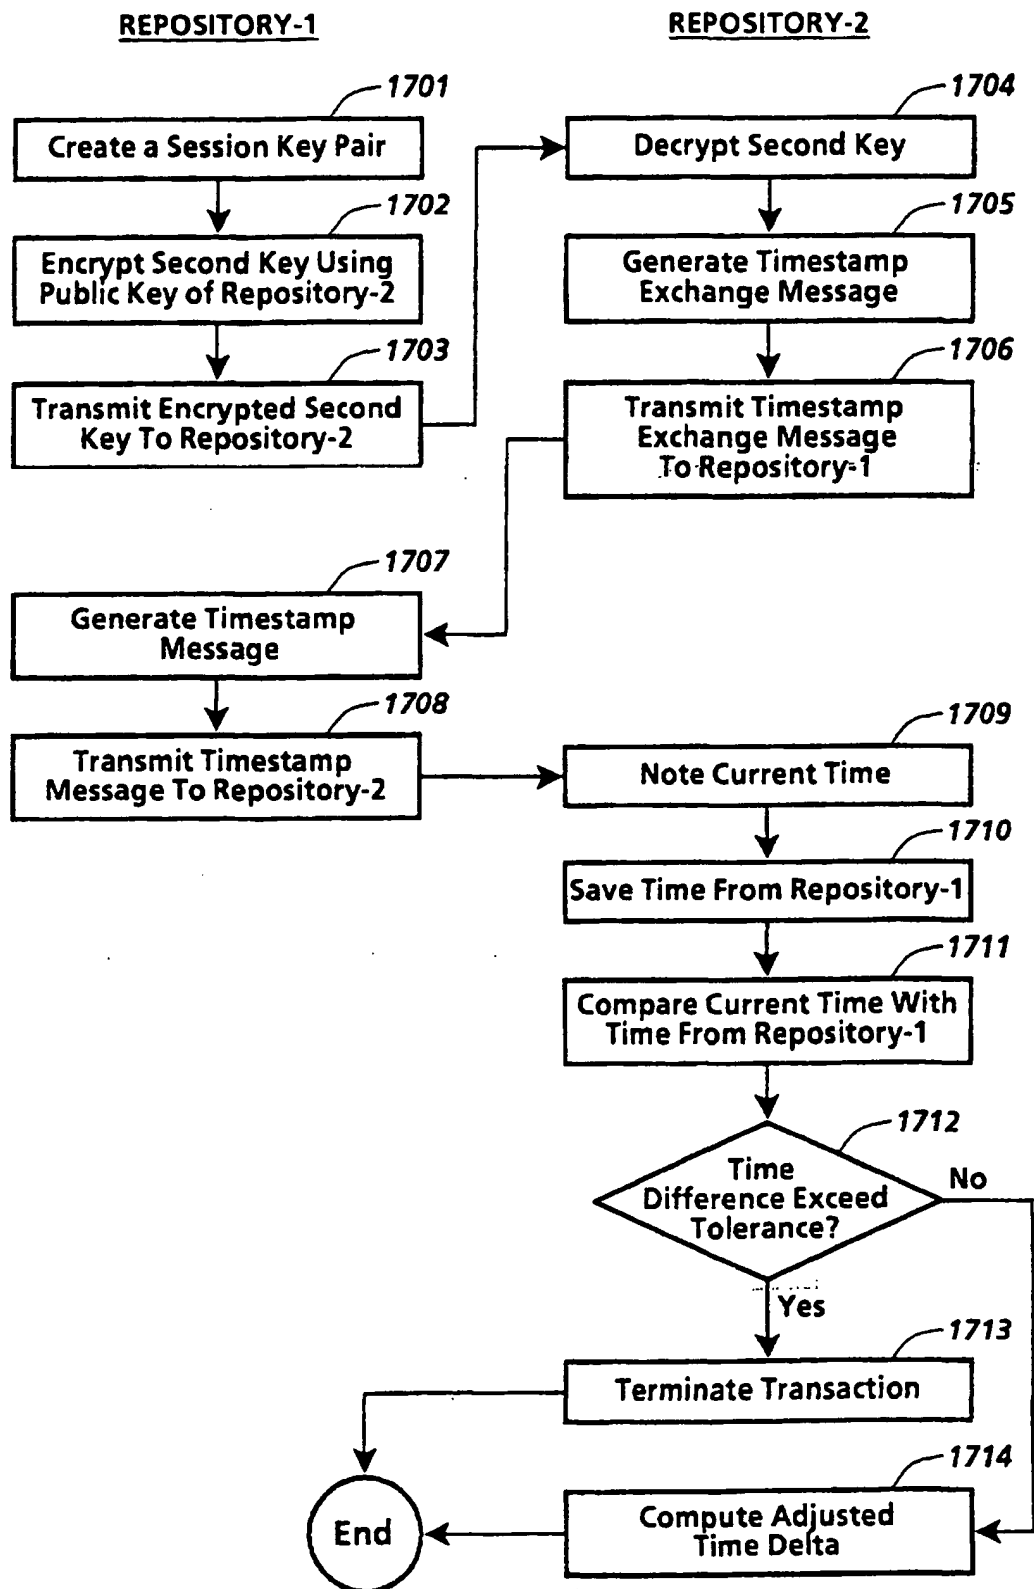 REPOSITORY-1
REPOSITORY-2
1701
Create a Session Key Pair
1702
Encrypt Second Key Using
Public Key of Repository-2
1703
Transmit Encrypted Second
Key To Repository-2
1704
Decrypt Second Key
1705
Generate Timestamp
Exchange Message
1706
Transmit Timestamp
Exchange Message
To Repository-1
1707
Generate Timestamp
Message
1708
Transmit Timestamp
Message To Repository-2
1709
Note Current Time
1710
Save Time From Repository-1
1711
Compare Current Time With
Time From Repository-1
1712
Time
Difference Exceed
Tolerance?
No
Yes
1713
Terminate Transaction
1714
Compute Adjusted
Time Delta
End